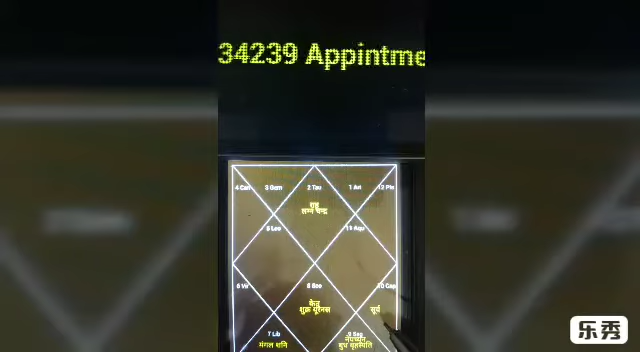 34239 Appintme
4 Can 3 Gem 2 Tau 1 Ari 12 Pis
राहु
लग्न चन्द्र
5 Leo 11 Aqu
6 Vir 8 Sco 10 Cap
केतु
शुक्र यूरेनस
सूर्य
7 Lib 9 Sag
मंगल शनि
नेपच्यून
बुध बृहस्पति
乐秀